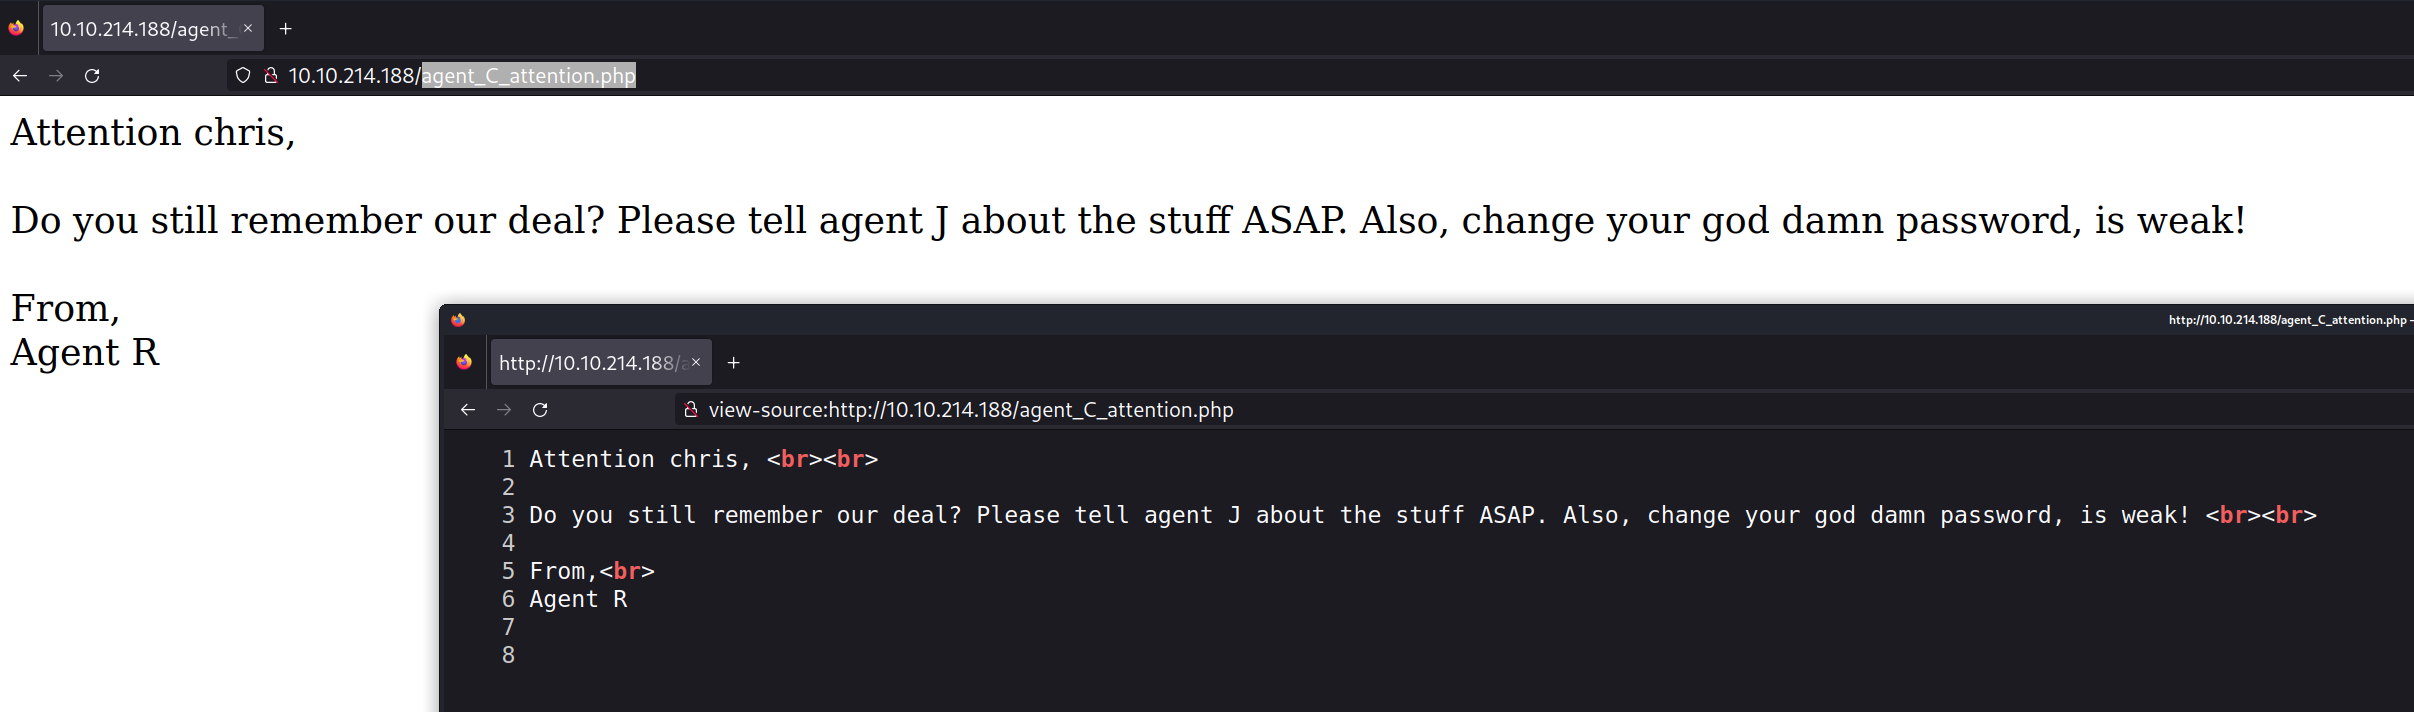 10.10.214.188/agent_
10.10.214.188/agent_C_attention.php
Attention chris,
Do you still remember our deal? Please tell agent J about the stuff ASAP. Also, change your god damn password, is weak!
From,
Agent R
http://10.10.214.188/agent_C_attention.php –
http://10.10.214.188/a
view-source:http://10.10.214.188/agent_C_attention.php
1 Attention chris, <br><br>
2
3 Do you still remember our deal? Please tell agent J about the stuff ASAP. Also, change your god damn password, is weak! <br><br>
4
5 From,<br>
6 Agent R
7
8